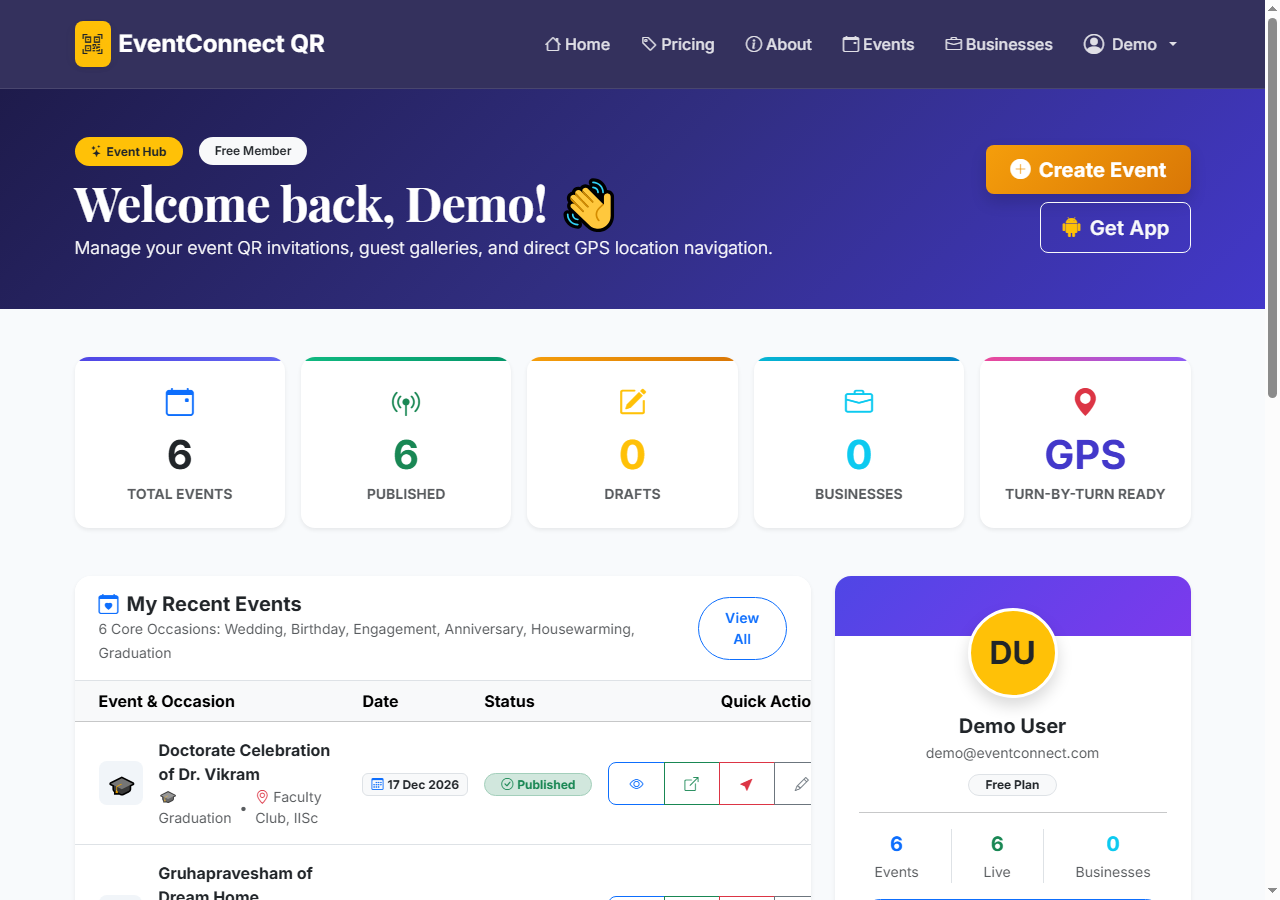 EventConnect QR
Home
Pricing
About
Events
Businesses
Demo
Event Hub
Free Member
Welcome back, Demo! 👋
Manage your event QR invitations, guest galleries, and direct GPS location navigation.
Create Event
Get App
6
TOTAL EVENTS
6
PUBLISHED
0
DRAFTS
0
BUSINESSES
GPS
TURN-BY-TURN READY
My Recent Events
6 Core Occasions: Wedding, Birthday, Engagement, Anniversary, Housewarming,
Graduation
View
All
Event & Occasion
Date
Status
Quick Actio
Doctorate Celebration
of Dr. Vikram
🎓
Graduation
•
Faculty
Club, IISc
17 Dec 2026
Published
Gruhapravesham of
Dream Home
DU
Demo User
demo@eventconnect.com
Free Plan
6
Events
6
Live
0
Businesses